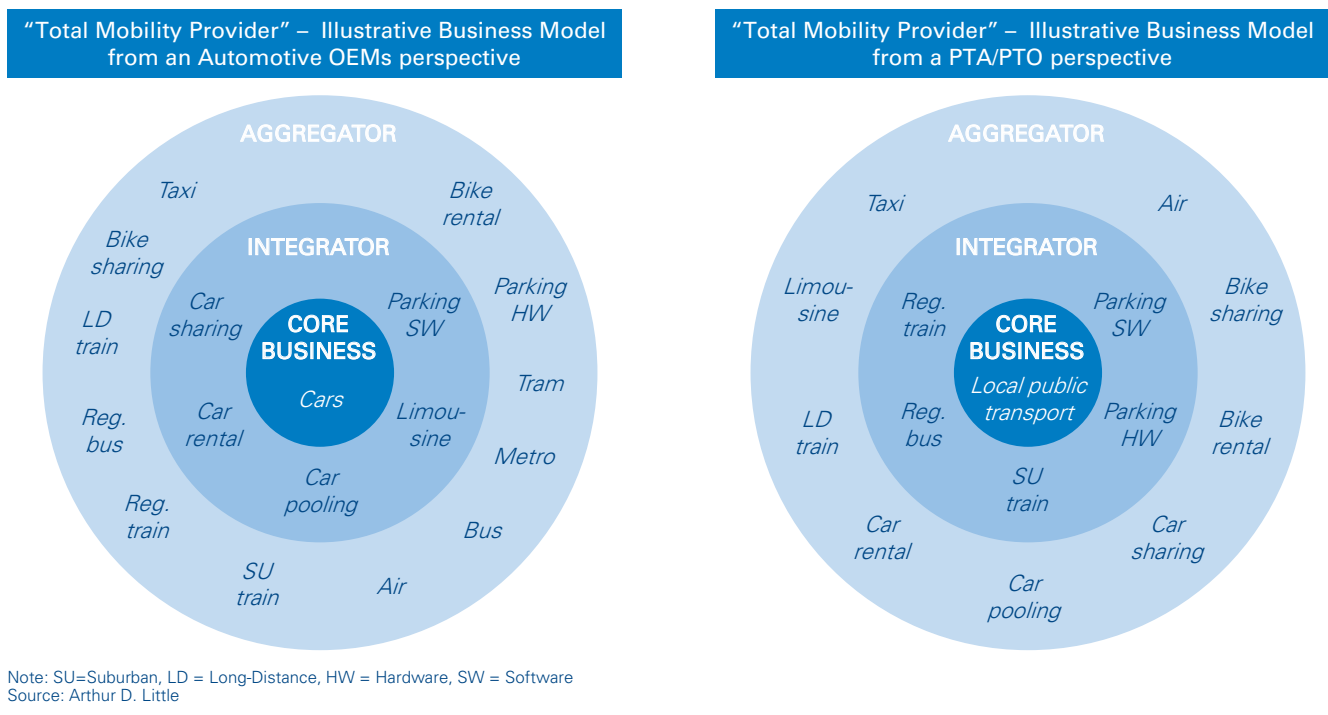 “Total Mobility Provider” – Illustrative Business Model
from an Automotive OEMs perspective
AGGREGATOR
Taxi
Bike
rental
Bike
sharing
INTEGRATOR
Parking
HW
Car
sharing
Parking
SW
LD
train
CORE
BUSINESS
Cars
Tram
Reg.
bus
Car
rental
Limou-
sine
Metro
Car
pooling
Reg.
train
Bus
SU
train
Air
“Total Mobility Provider” – Illustrative Business Model
from a PTA/PTO perspective
AGGREGATOR
Taxi
Air
INTEGRATOR
Limou-
sine
Reg.
train
Parking
SW
Bike
sharing
CORE
BUSINESS
Local public
transport
LD
train
Reg.
bus
Parking
HW
Bike
rental
SU
train
Car
rental
Car
sharing
Car
pooling
Note: SU=Suburban, LD = Long-Distance, HW = Hardware, SW = Software
Source: Arthur D. Little